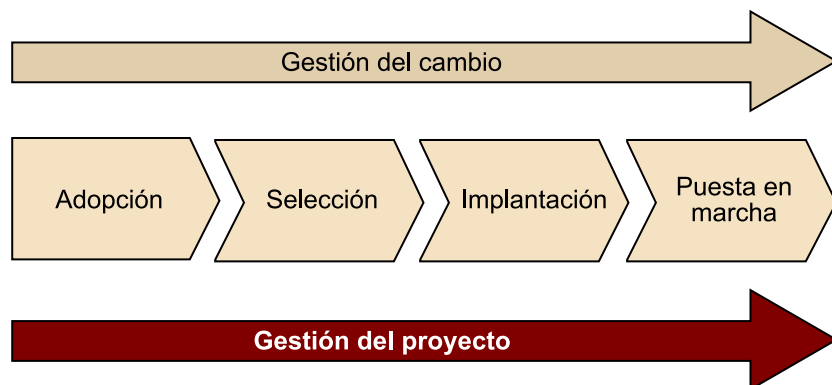 Gestión del cambio
Adopción
Selección
Implantación
Puesta en
marcha
Gestión del proyecto